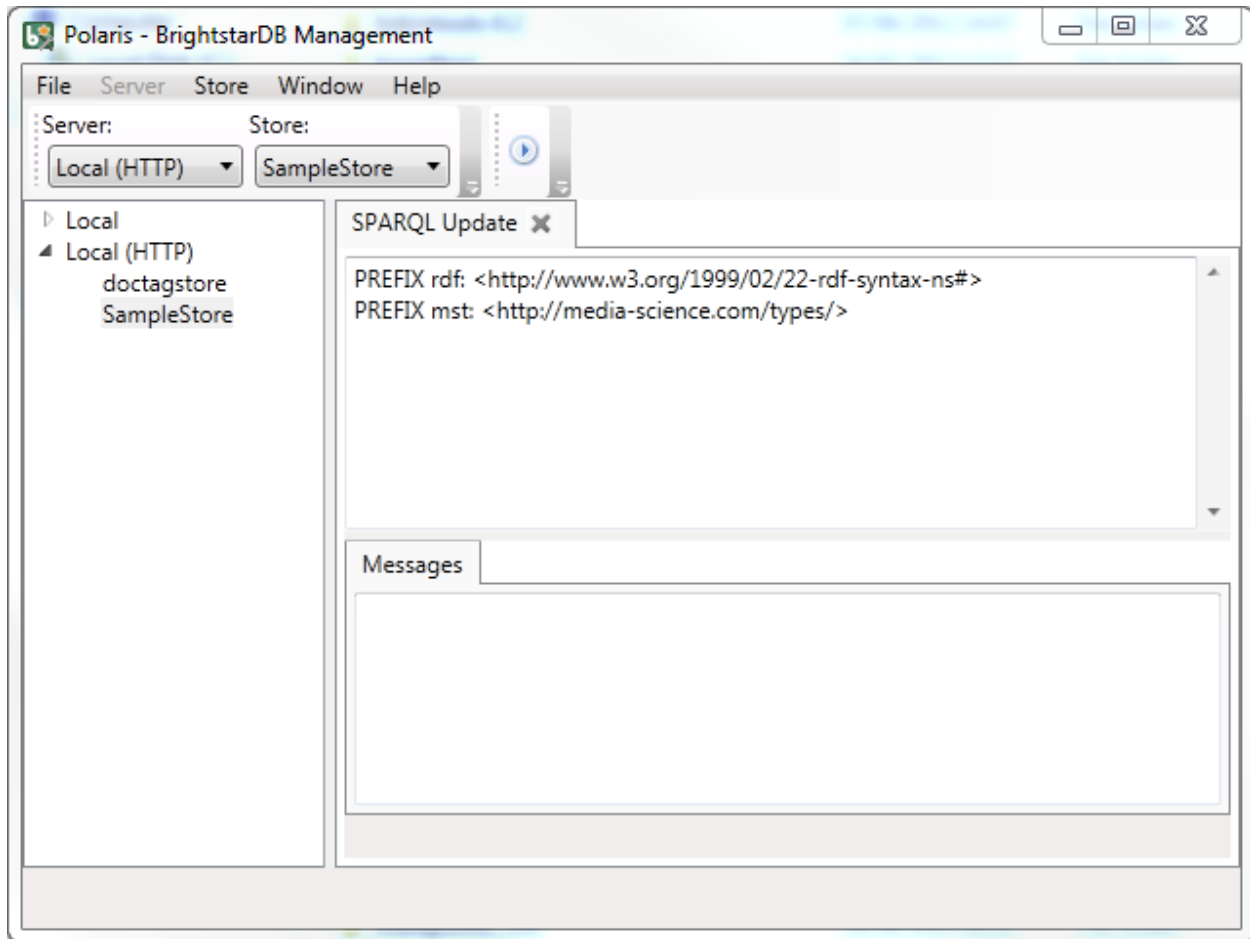 Polaris - BrightstarDB Management
File Server Store Window Help
Server: Store:
Local (HTTP) SampleStore
Local
Local (HTTP)
doctagstore
SampleStore
SPARQL Update
PREFIX rdf: <http://www.w3.org/1999/02/22-rdf-syntax-ns#>
PREFIX mst: <http://media-science.com/types/>
Messages